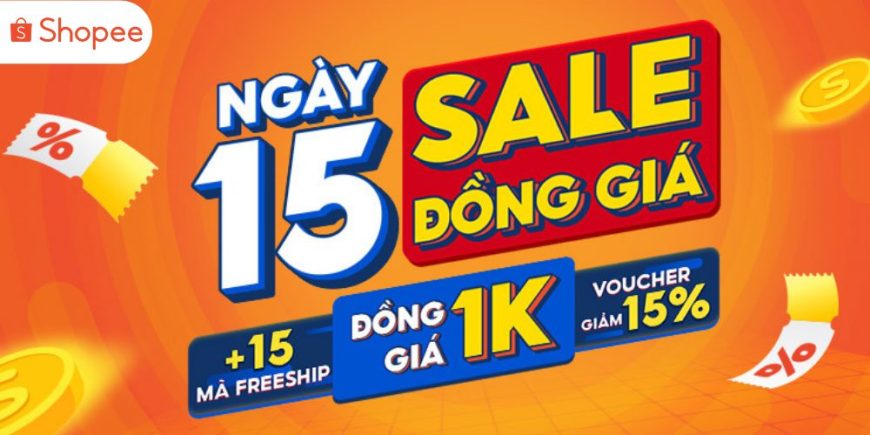 Shopee
NGÀY
15
SALE
ĐỒNG GIÁ
+15
MÃ FREESHIP
ĐỒNG
GIÁ
1K
VOUCHER
GIẢM 15%
%
%
S
S
S